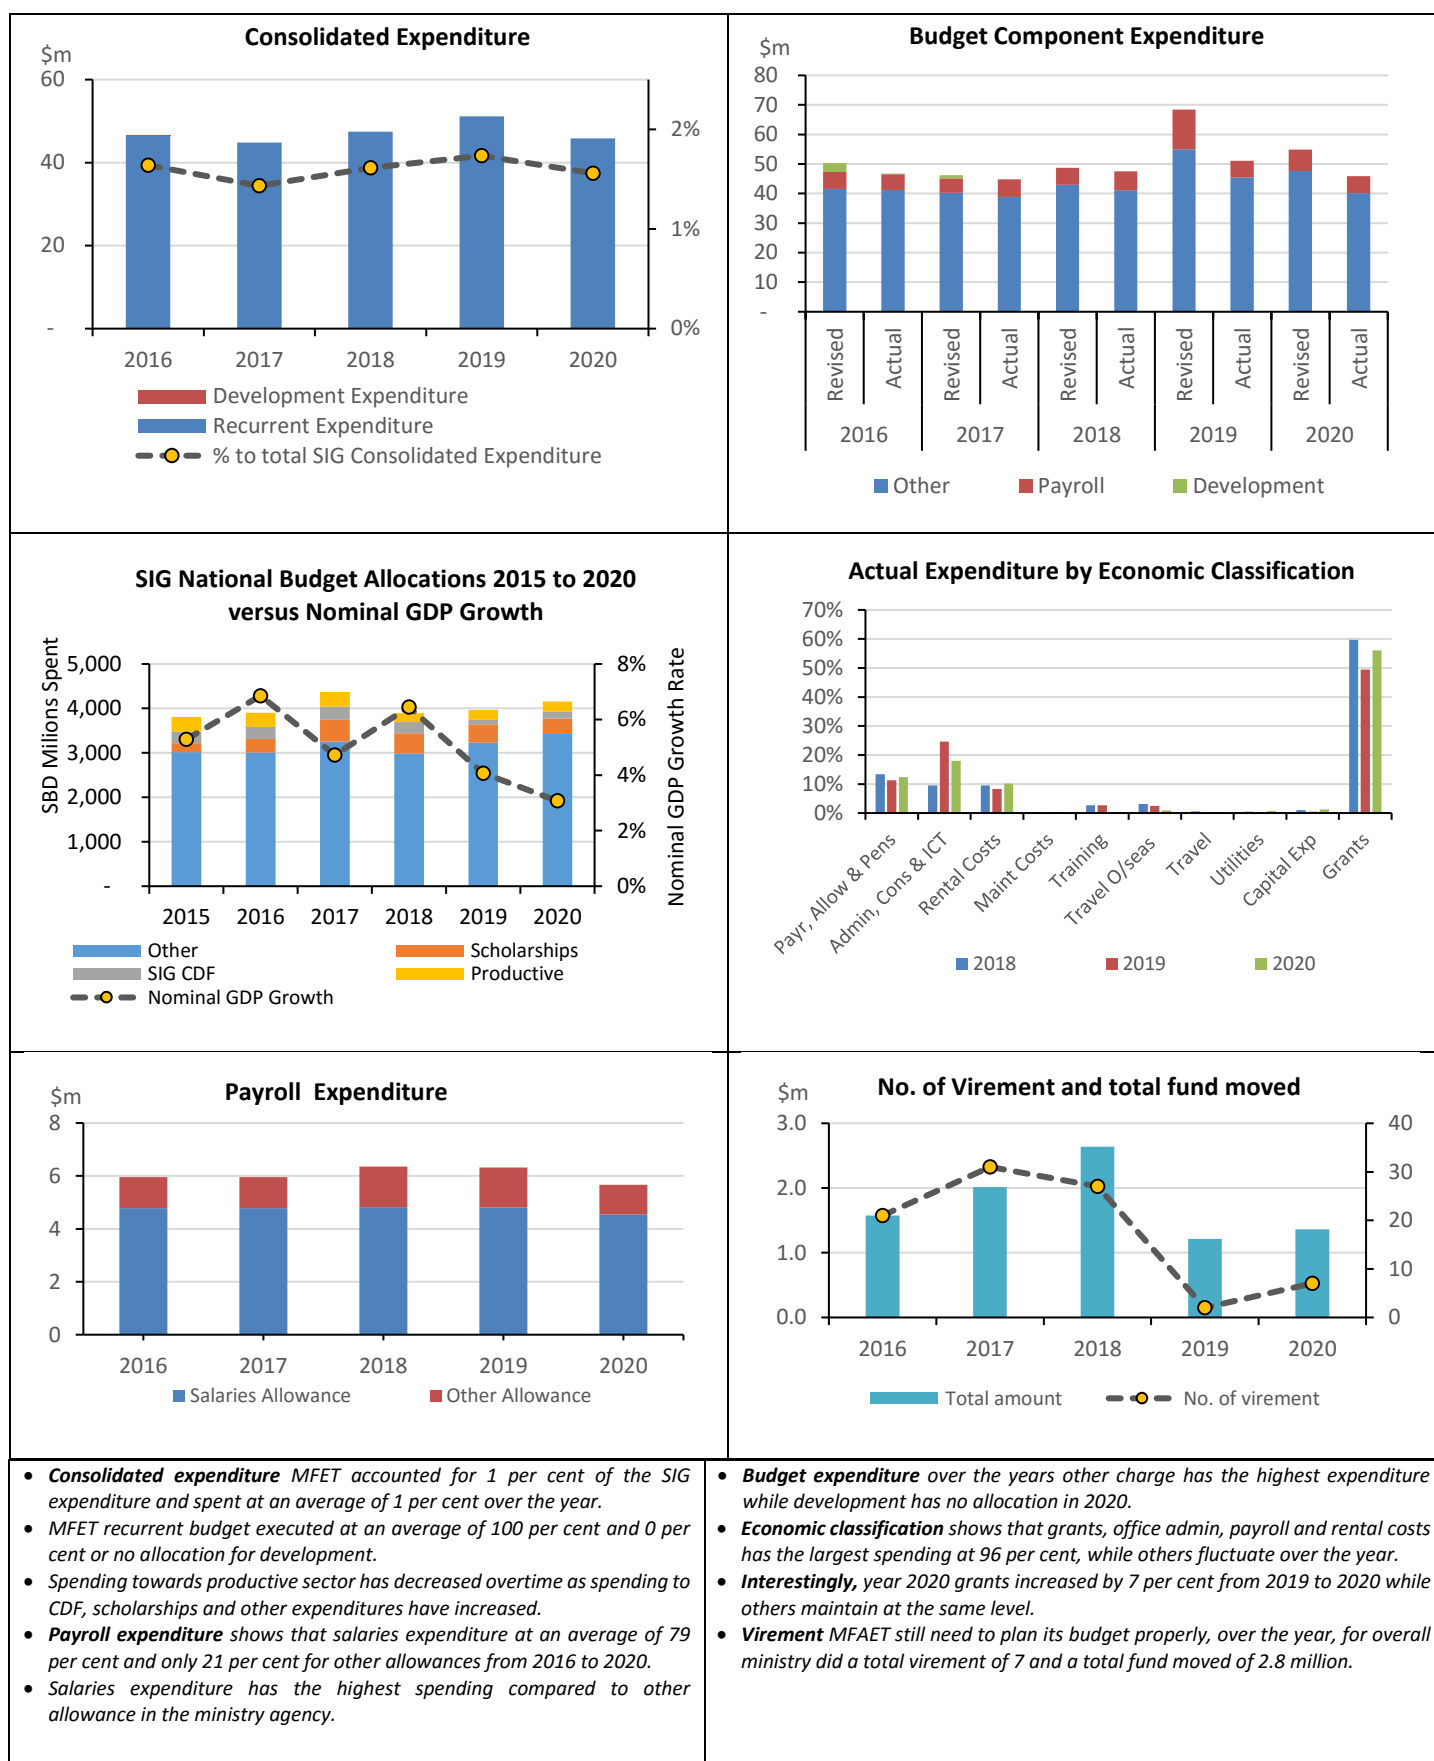 Consolidated Expenditure
$m
60
40
20
-
2%
1%
0%
2016 2017 2018 2019 2020
Development Expenditure
Recurrent Expenditure
% to total SIG Consolidated Expenditure
Budget Component Expenditure
$m
80
70
60
50
40
30
20
10
-
Revised Actual Revised Actual Revised Actual Revised Actual Revised Actual
2016 2017 2018 2019 2020
Other Payroll Development
SIG National Budget Allocations 2015 to 2020
versus Nominal GDP Growth
SBD Milions Spent
5,000
4,000
3,000
2,000
1,000
-
8%
6%
4%
2%
0%
Nominal GDP Growth Rate
2015 2016 2017 2018 2019 2020
Other Scholarships
SIG CDF Productive
Nominal GDP Growth
Actual Expenditure by Economic Classification
70%
60%
50%
40%
30%
20%
10%
0%
Payr, Allow & Pens
Admin, Cons & ICT
Rental Costs
Maint Costs
Training
Travel O/seas
Travel
Utilities
Capital Exp
Grants
2018 2019 2020
Payroll Expenditure
$m
8
6
4
2
0
2016 2017 2018 2019 2020
Salaries Allowance Other Allowance
No. of Virement and total fund moved
$m
3.0
2.0
1.0
0.0
40
30
20
10
0
2016 2017 2018 2019 2020
Total amount No. of virement
• Consolidated expenditure MFET accounted for 1 per cent of the SIG
expenditure and spent at an average of 1 per cent over the year.
• MFET recurrent budget executed at an average of 100 per cent and 0 per
cent or no allocation for development.
• Spending towards productive sector has decreased overtime as spending to
CDF, scholarships and other expenditures have increased.
• Payroll expenditure shows that salaries expenditure at an average of 79
per cent and only 21 per cent for other allowances from 2016 to 2020.
• Salaries expenditure has the highest spending compared to other
allowance in the ministry agency.
• Budget expenditure over the years other charge has the highest expenditure
while development has no allocation in 2020.
• Economic classification shows that grants, office admin, payroll and rental costs
has the largest spending at 96 per cent, while others fluctuate over the year.
• Interestingly, year 2020 grants increased by 7 per cent from 2019 to 2020 while
others maintain at the same level.
• Virement MFAET still need to plan its budget properly, over the year, for overall
ministry did a total virement of 7 and a total fund moved of 2.8 million.